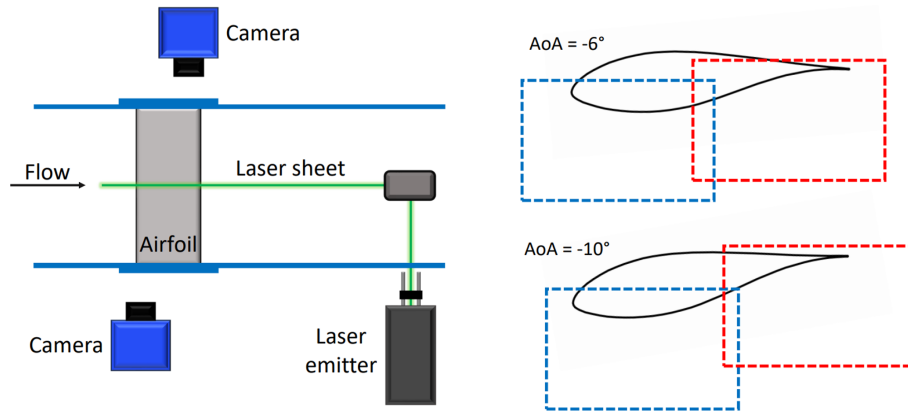 Camera
Flow
Laser sheet
Airfoil
Camera
Laser
emitter
AoA = -6°
AoA = -10°